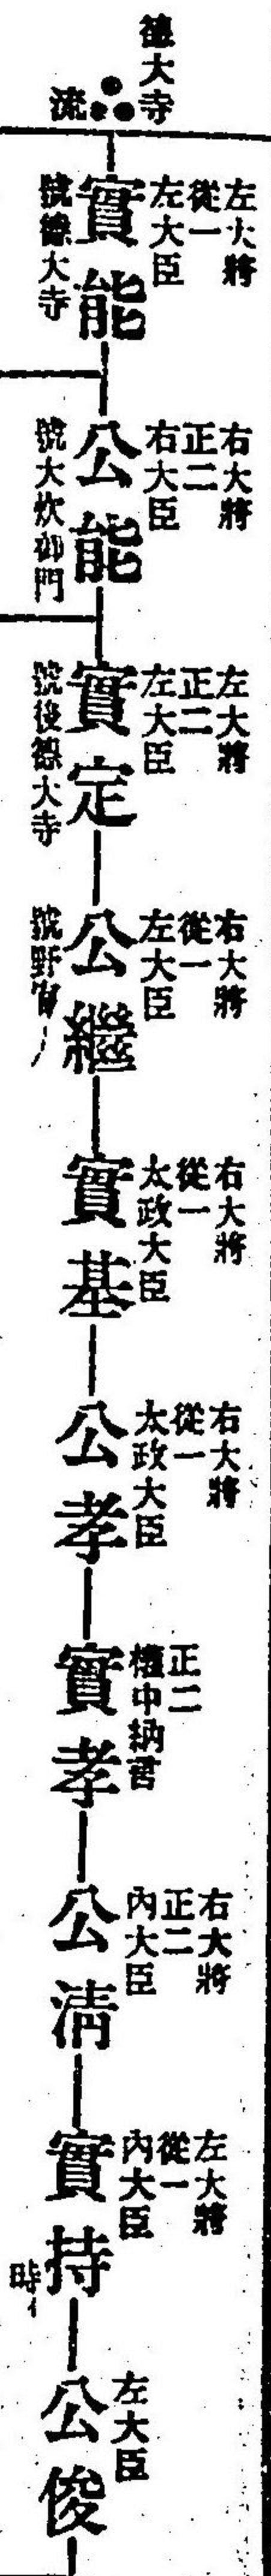 德大寺
流
左大將
從一
左大臣
實能
號德大寺
右大將
正二
右大臣
公能
號大炊御門
左大將
正二
左大臣
實定
號後德大寺
右大將
從一
左大臣
公繼
號野宮
右大將
從一
太政大臣
實基
右大將
從一
太政大臣
公孝
正二
權中納言
實孝
右大將
正二
內大臣
公淸
左大將
從一
內大臣
實持
時イ
左大臣
公俊